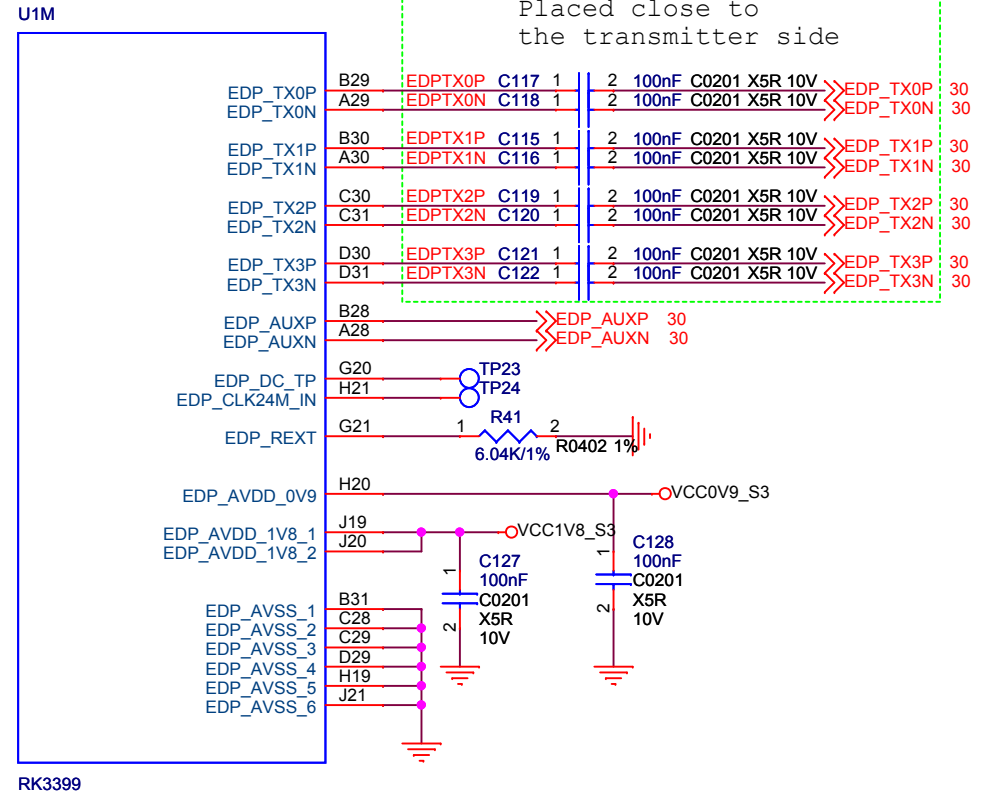 U1M
Placed close to
the transmitter side
EDP_TX0P B29 EDPTX0P C117 1 2 100nF C0201 X5R 10V EDP_TX0P 30
EDP_TX0N A29 EDPTX0N C118 1 2 100nF C0201 X5R 10V EDP_TX0N 30
EDP_TX1P B30 EDPTX1P C115 1 2 100nF C0201 X5R 10V EDP_TX1P 30
EDP_TX1N A30 EDPTX1N C116 1 2 100nF C0201 X5R 10V EDP_TX1N 30
EDP_TX2P C30 EDPTX2P C119 1 2 100nF C0201 X5R 10V EDP_TX2P 30
EDP_TX2N C31 EDPTX2N C120 1 2 100nF C0201 X5R 10V EDP_TX2N 30
EDP_TX3P D30 EDPTX3P C121 1 2 100nF C0201 X5R 10V EDP_TX3P 30
EDP_TX3N D31 EDPTX3N C122 1 2 100nF C0201 X5R 10V EDP_TX3N 30
EDP_AUXP B28 EDP_AUXP 30
EDP_AUXN A28 EDP_AUXN 30
EDP_DC_TP G20 TP23
EDP_CLK24M_IN H21 TP24
R41
EDP_REXT G21 1 2
6.04K/1% R0402 1%
EDP_AVDD_0V9 H20 VCC0V9_S3
EDP_AVDD_1V8_1 J19 VCC1V8_S3
EDP_AVDD_1V8_2 J20
1 C127
100nF
C0201
X5R
2 10V
1 C128
100nF
C0201
X5R
2 10V
EDP_AVSS_1 B31
EDP_AVSS_2 C28
EDP_AVSS_3 C29
EDP_AVSS_4 D29
EDP_AVSS_5 H19
EDP_AVSS_6 J21
RK3399